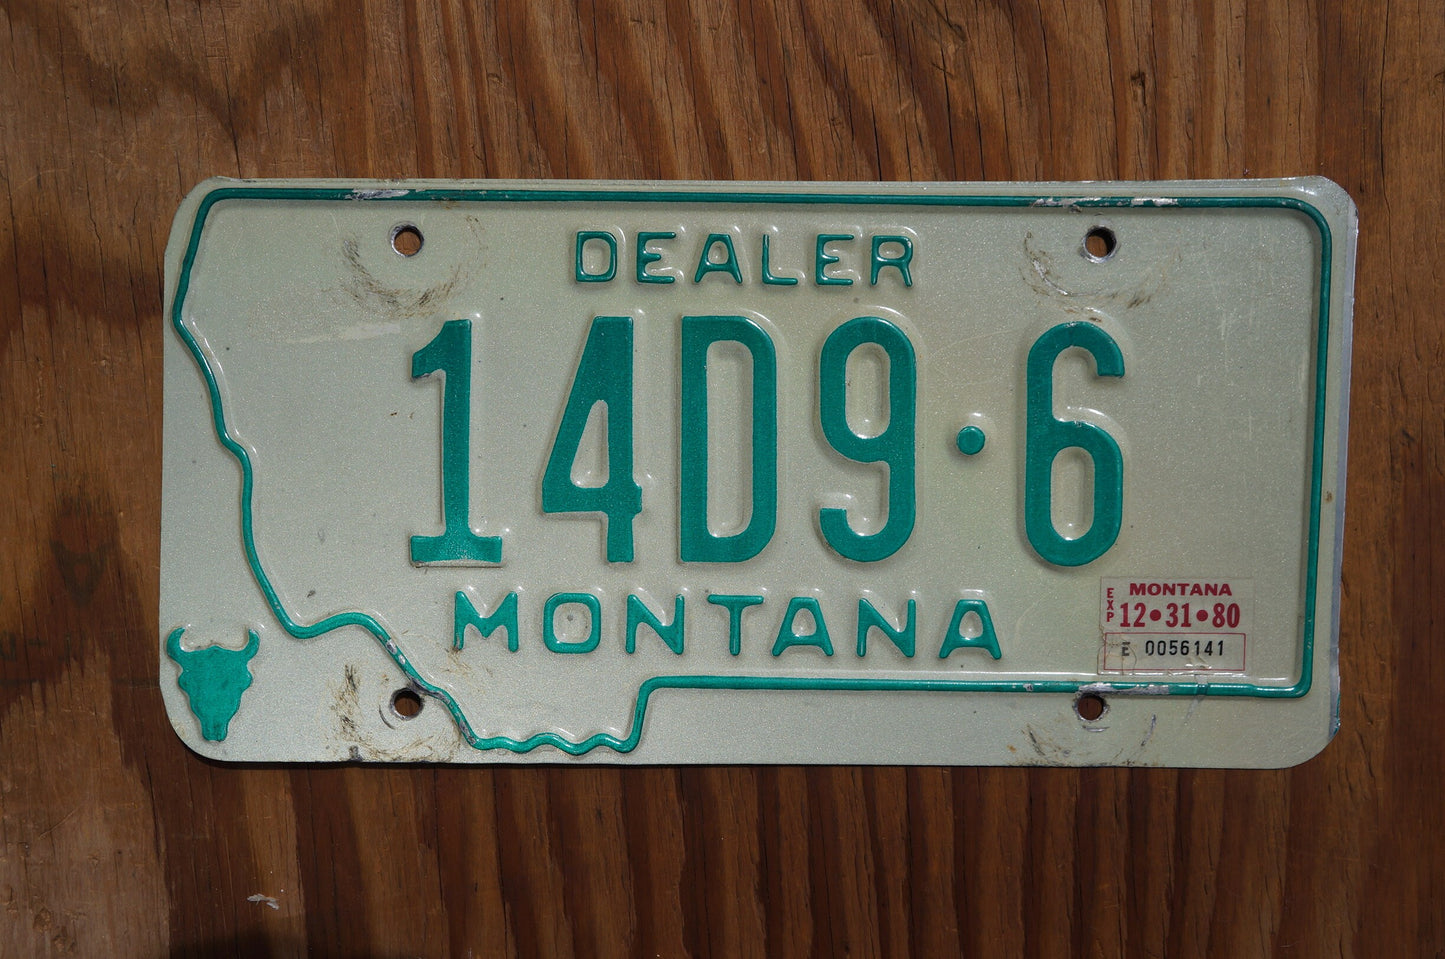 DEALER
14D9•6
MONTANA
MONTANA
EXP
12•31•80
E 0056141